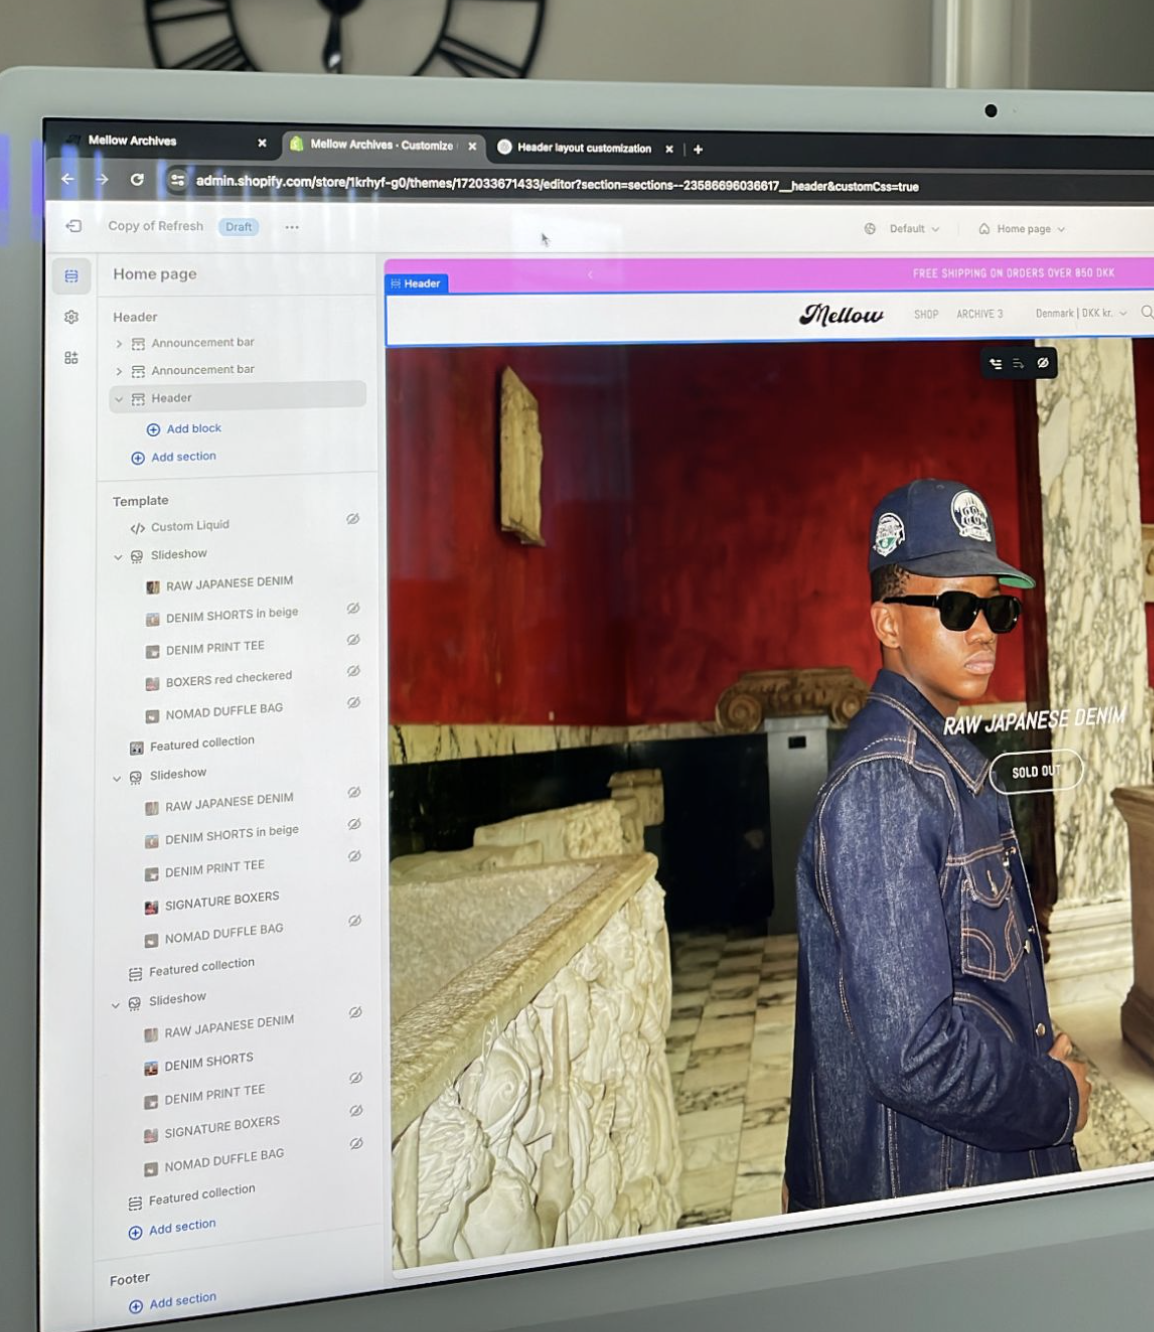 Mellow Archives
Mellow Archives · Customize
Header layout customization
admin.shopify.com/store/1krhyf-g0/themes/172033671433/editor?section=sections--23586696036617__header&customCss=true
Copy of Refresh
Draft
Default
Home page
Home page
Header
Announcement bar
Announcement bar
Header
Add block
Add section
Template
Custom Liquid
Slideshow
RAW JAPANESE DENIM
DENIM SHORTS in beige
DENIM PRINT TEE
BOXERS red checkered
NOMAD DUFFLE BAG
Featured collection
Slideshow
RAW JAPANESE DENIM
DENIM SHORTS in beige
DENIM PRINT TEE
SIGNATURE BOXERS
NOMAD DUFFLE BAG
Featured collection
Slideshow
RAW JAPANESE DENIM
DENIM SHORTS
DENIM PRINT TEE
SIGNATURE BOXERS
NOMAD DUFFLE BAG
Featured collection
Add section
Footer
Add section
Header
FREE SHIPPING ON ORDERS OVER 850 DKK
Mellow
SHOP
ARCHIVE 3
Denmark | DKK kr.
RAW JAPANESE DENIM
SOLD OUT